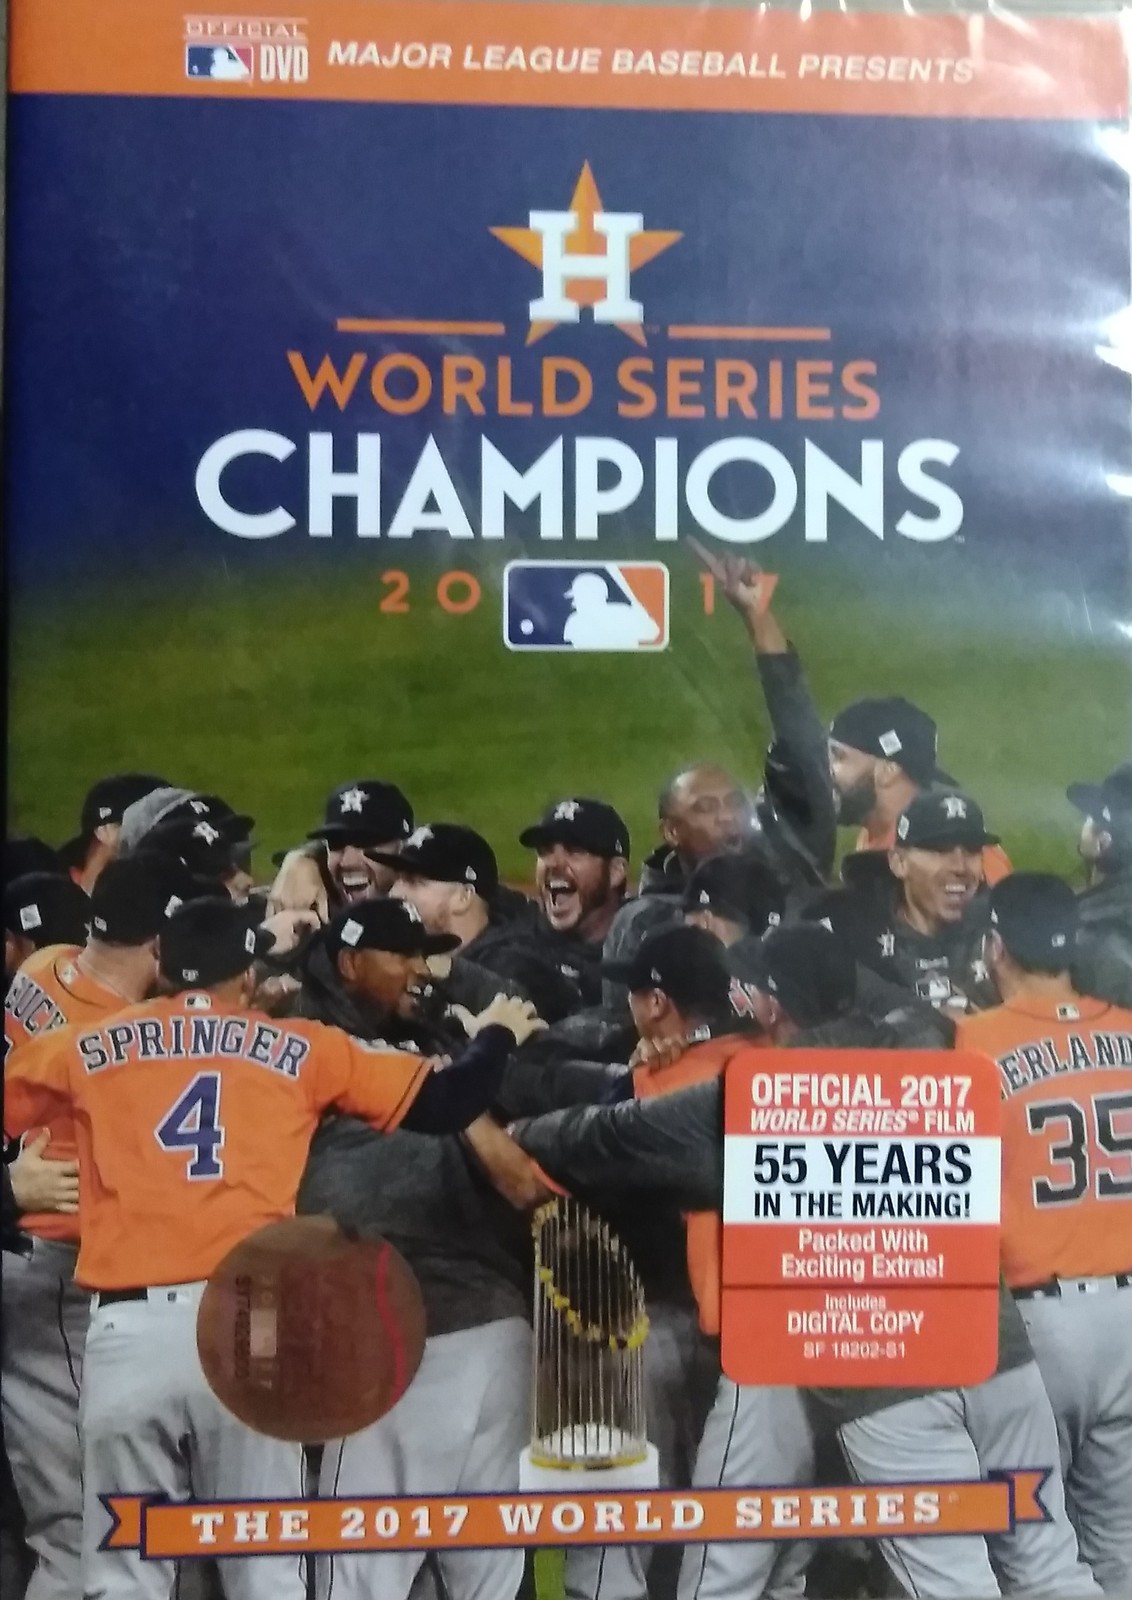 OFFICIAL
DVD
MAJOR LEAGUE BASEBALL PRESENTS
H
WORLD SERIES
CHAMPIONS
20 17
SPRINGER
4
ERLAND
35
OFFICIAL 2017
WORLD SERIES® FILM
55 YEARS
IN THE MAKING!
Packed With
Exciting Extras!
Includes
DIGITAL COPY
SF 18202-S1
THE 2017 WORLD SERIES